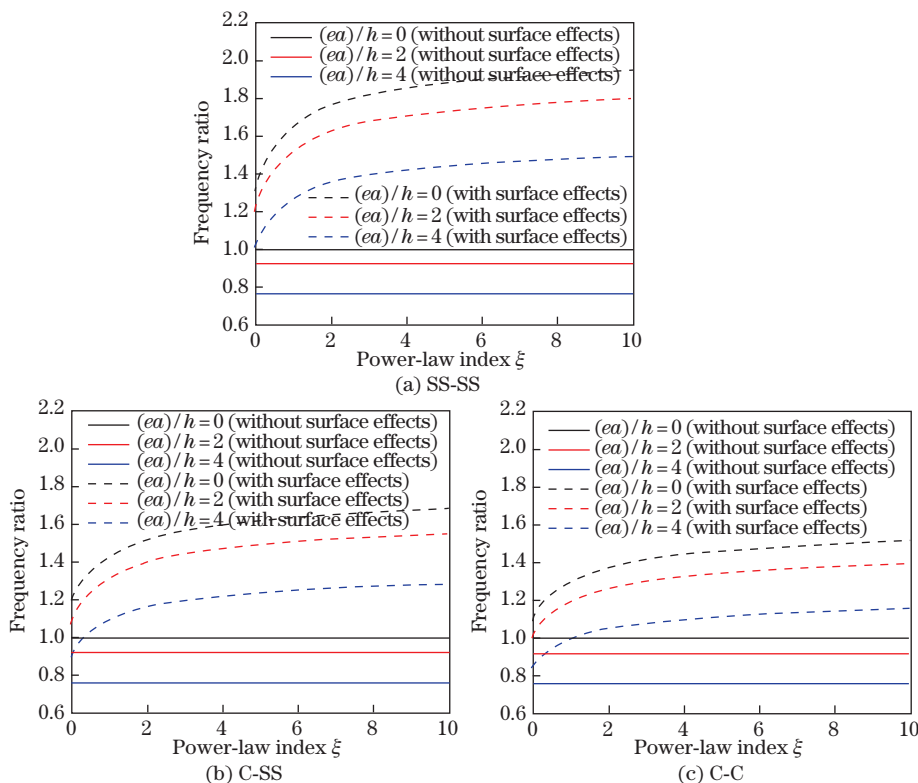 2.2
2.0
1.8
1.6
1.4
1.2
1.0
0.8
0.6
Frequency ratio
(ea)/h=0 (without surface effects)
(ea)/h=2 (without surface effects)
(ea)/h=4 (without surface effects)
(ea)/h=0 (with surface effects)
(ea)/h=2 (with surface effects)
(ea)/h=4 (with surface effects)
0 2 4 6 8 10
Power-law index ξ
(a) SS-SS
2.2
2.0
1.8
1.6
1.4
1.2
1.0
0.8
0.6
Frequency ratio
(ea)/h=0 (without surface effects)
(ea)/h=2 (without surface effects)
(ea)/h=4 (without surface effects)
(ea)/h=0 (with surface effects)
(ea)/h=2 (with surface effects)
(ea)/h=4 (with surface effects)
0 2 4 6 8 10
Power-law index ξ
(b) C-SS
2.2
2.0
1.8
1.6
1.4
1.2
1.0
0.8
0.6
Frequency ratio
(ea)/h=0 (without surface effects)
(ea)/h=2 (without surface effects)
(ea)/h=4 (without surface effects)
(ea)/h=0 (with surface effects)
(ea)/h=2 (with surface effects)
(ea)/h=4 (with surface effects)
0 2 4 6 8 10
Power-law index ξ
(c) C-C